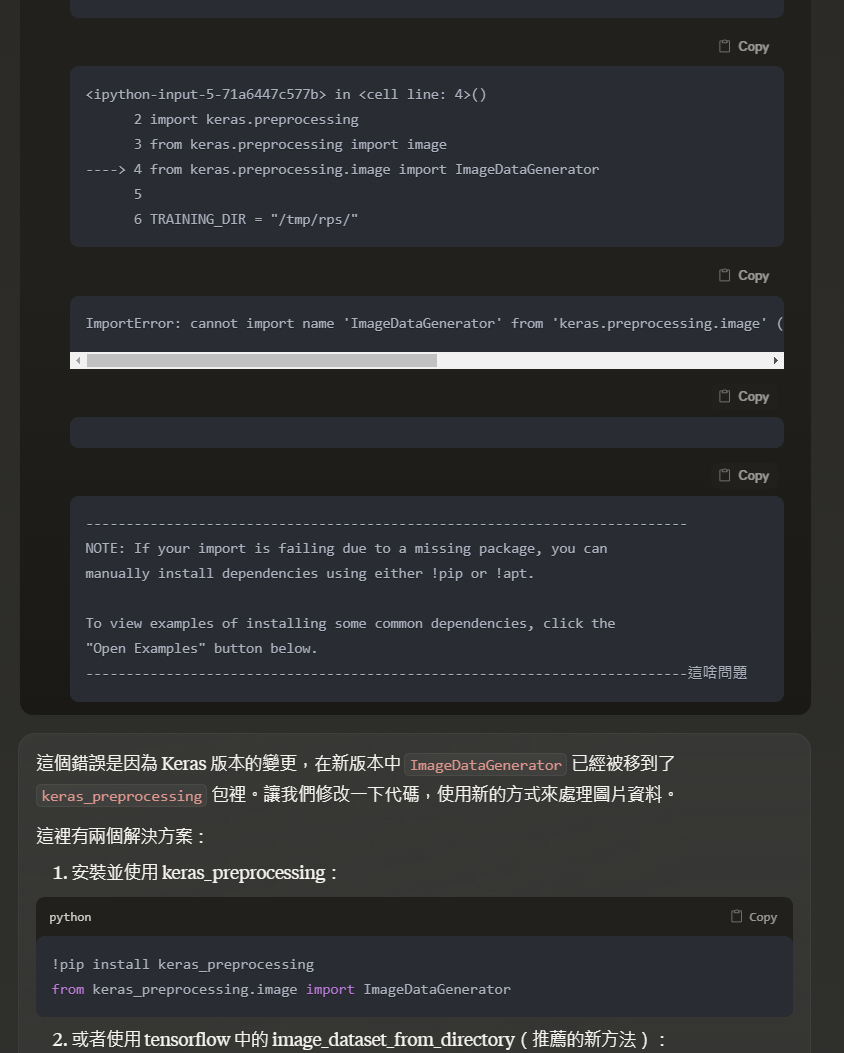 Copy
<ipython-input-5-71a6447c577b> in <cell line: 4>()
      2 import keras.preprocessing
      3 from keras.preprocessing import image
----> 4 from keras.preprocessing.image import ImageDataGenerator
      5
      6 TRAINING_DIR = "/tmp/rps/"
Copy
ImportError: cannot import name 'ImageDataGenerator' from 'keras.preprocessing.image' (
Copy
Copy
---------------------------------------------------------------------------
NOTE: If your import is failing due to a missing package, you can
manually install dependencies using either !pip or !apt.
To view examples of installing some common dependencies, click the
"Open Examples" button below.
---------------------------------------------------------------------------這啥問題
這個錯誤是因為 Keras 版本的變更，在新版本中 ImageDataGenerator 已經被移到了
keras_preprocessing 包裡。讓我們修改一下代碼，使用新的方式來處理圖片資料。
這裡有兩個解決方案：
1. 安裝並使用 keras_preprocessing：
python
Copy
!pip install keras_preprocessing
from keras_preprocessing.image import ImageDataGenerator
2. 或者使用 tensorflow 中的 image_dataset_from_directory（推薦的新方法）：